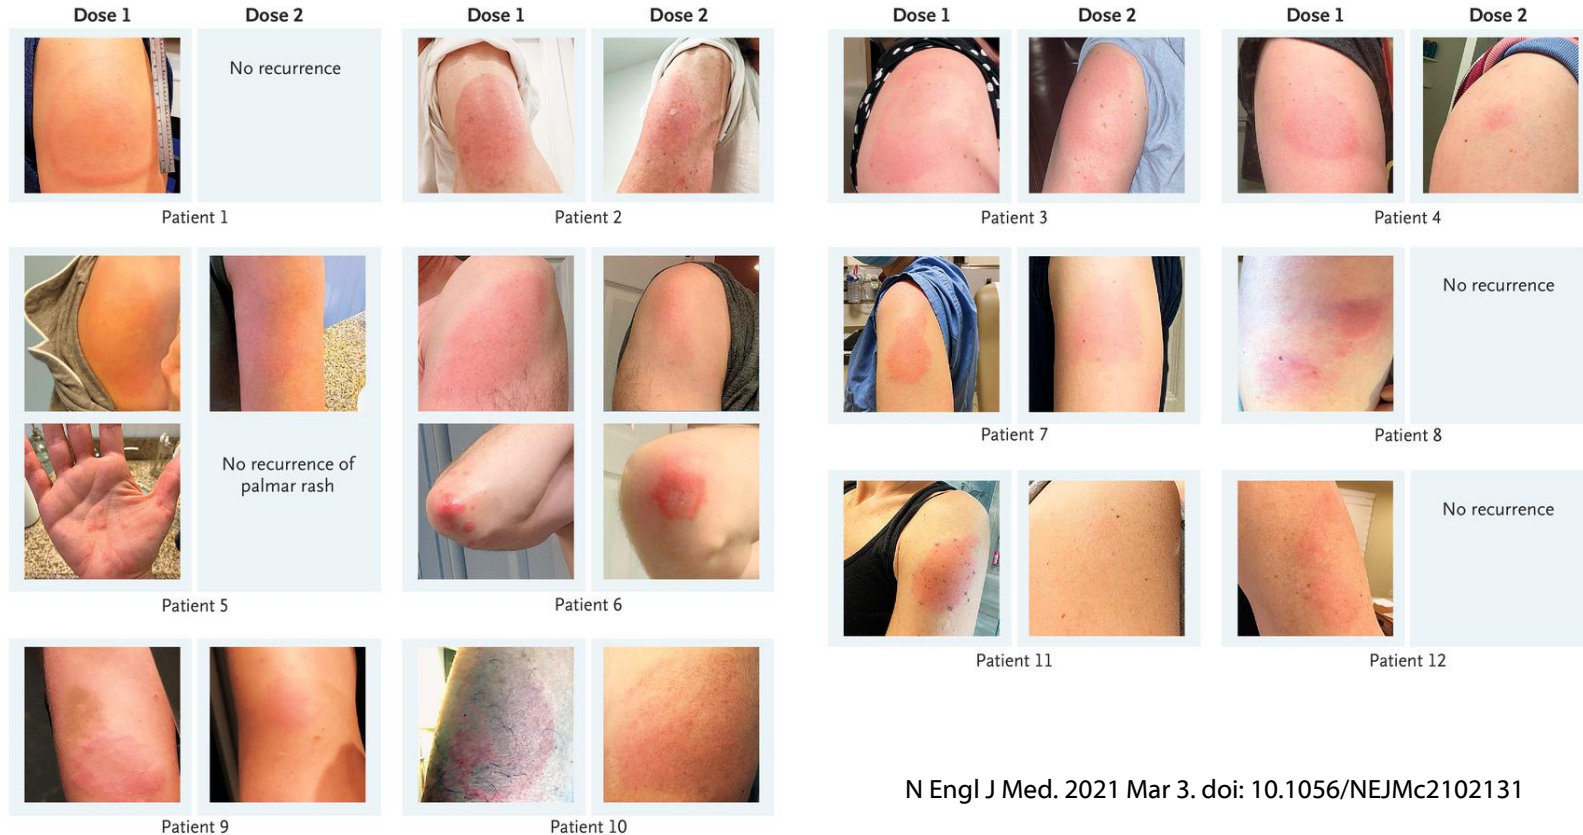 Dose 1 Dose 2 Dose 1 Dose 2 Dose 1 Dose 2 Dose 1 Dose 2
No recurrence
Patient 1 Patient 2 Patient 3 Patient 4
No recurrence
Patient 7 Patient 8
No recurrence of
palmar rash
No recurrence
Patient 5 Patient 6
Patient 11 Patient 12
N Engl J Med. 2021 Mar 3. doi: 10.1056/NEJMc2102131
Patient 9 Patient 10